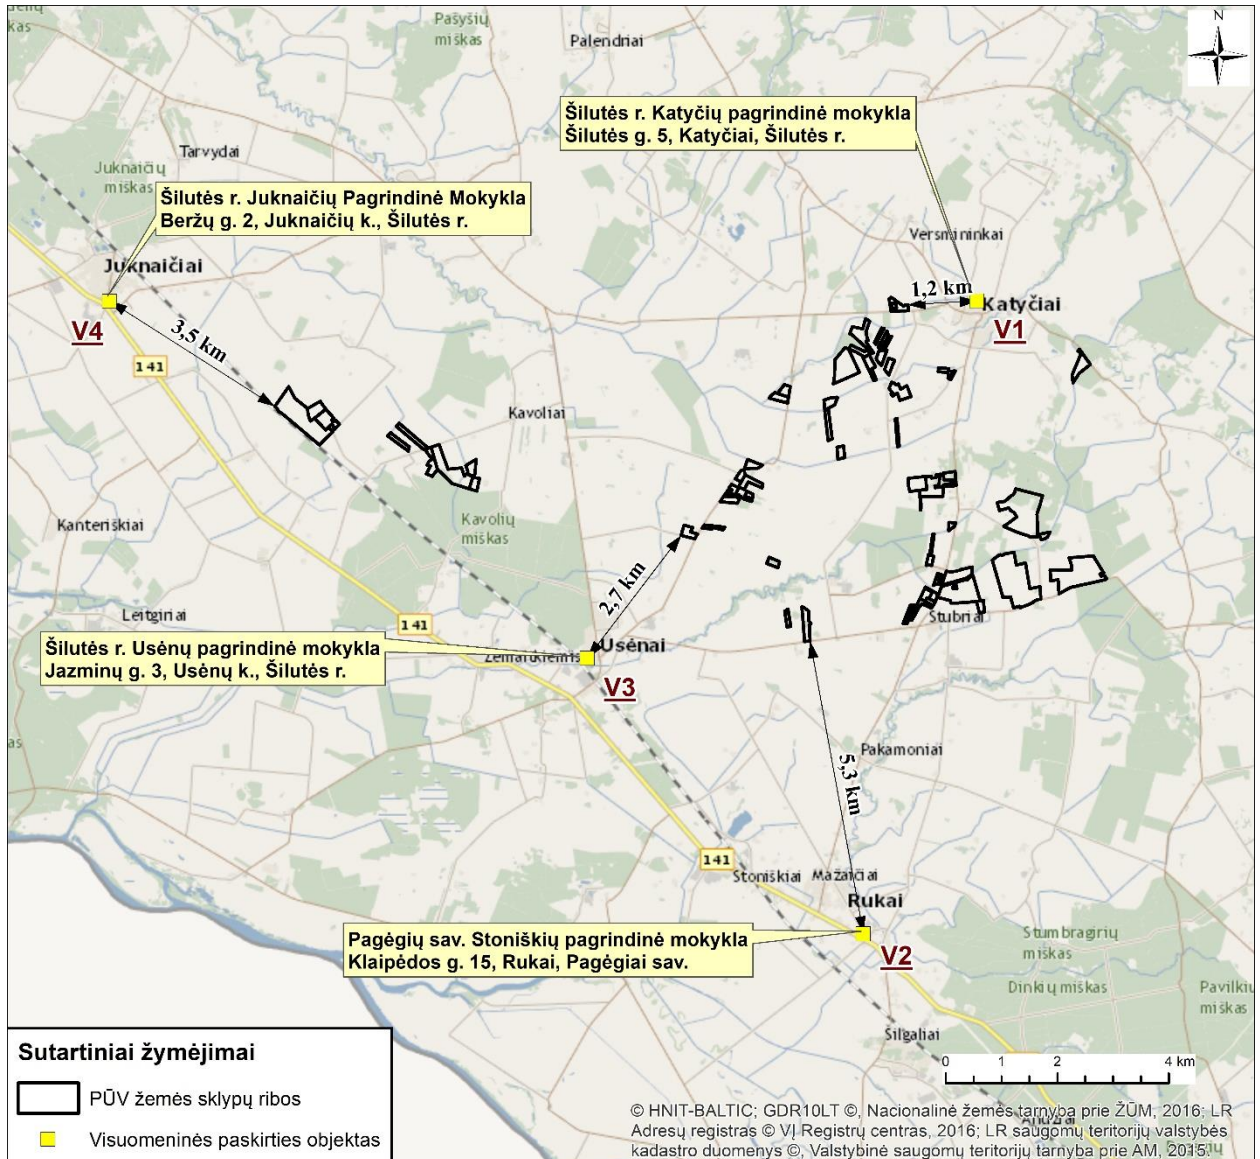 Pašyšių
miškas
kas
Palendriai
N
Šilutės r. Katyčių pagrindinė mokykla
Šilutės g. 5, Katyčiai, Šilutės r.
Tarvydai
Juknaičių
miškas
Šilutės r. Juknaičių Pagrindinė Mokykla
Beržų g. 2, Juknaičių k., Šilutės r.
Versmininkai
Juknaičiai
1,2 km
Katyčiai
V4
V1
3,5 km
141
Kavoliai
Kanteriškiai
Kavolių
miškas
2,7 km
Leitgiriai
141
Stubriai
Šilutės r. Usėnų pagrindinė mokykla
Jazminų g. 3, Usėnų k., Šilutės r.
Usėnai
V3
as
Pakamoniai
5,3 km
141
Stoniškiai
Mažaičiai
Rukai
Pagėgių sav. Stoniškių pagrindinė mokykla
Klaipėdos g. 15, Rukai, Pagėgiai sav.
V2
Stumbragirių
miškas
Dinkių miškas
Pavilkių
miškas
Šilgaliai
Sutartiniai žymėjimai
PŪV žemės sklypų ribos
Visuomeninės paskirties objektas
0 1 2 4 km
© HNIT-BALTIC; GDR10LT ©, Nacionalinė žemės tarnyba prie ŽŪM, 2016; LR
Adresų registras © VĮ Registrų centras, 2016; LR saugomų teritorijų valstybės
kadastro duomenys ©, Valstybinė saugomų teritorijų tarnyba prie AM, 2015.